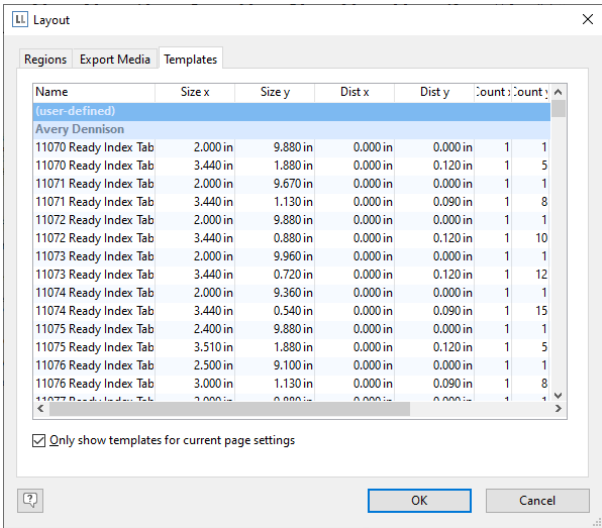 LL Layout
Regions Export Media Templates
Name Size x Size y Dist x Dist y Count y
(user-defined)
Avery Dennison
11070 Ready Index Tab 2.000 in 9.880 in 0.000 in 0.000 in 1 1
11070 Ready Index Tab 3.440 in 1.880 in 0.000 in 0.120 in 1 5
11071 Ready Index Tab 2.000 in 9.670 in 0.000 in 0.000 in 1 1
11071 Ready Index Tab 3.440 in 1.130 in 0.000 in 0.090 in 1 8
11072 Ready Index Tab 2.000 in 9.880 in 0.000 in 0.000 in 1 1
11072 Ready Index Tab 3.440 in 0.880 in 0.000 in 0.120 in 1 10
11073 Ready Index Tab 2.000 in 9.960 in 0.000 in 0.000 in 1 1
11073 Ready Index Tab 3.440 in 0.720 in 0.000 in 0.120 in 1 12
11074 Ready Index Tab 2.000 in 9.360 in 0.000 in 0.000 in 1 1
11074 Ready Index Tab 3.440 in 0.540 in 0.000 in 0.090 in 1 15
11075 Ready Index Tab 2.400 in 9.880 in 0.000 in 0.000 in 1 1
11075 Ready Index Tab 3.510 in 1.880 in 0.000 in 0.120 in 1 5
11076 Ready Index Tab 2.500 in 9.100 in 0.000 in 0.000 in 1 1
11076 Ready Index Tab 3.000 in 1.130 in 0.000 in 0.090 in 1 8
Only show templates for current page settings
OK Cancel